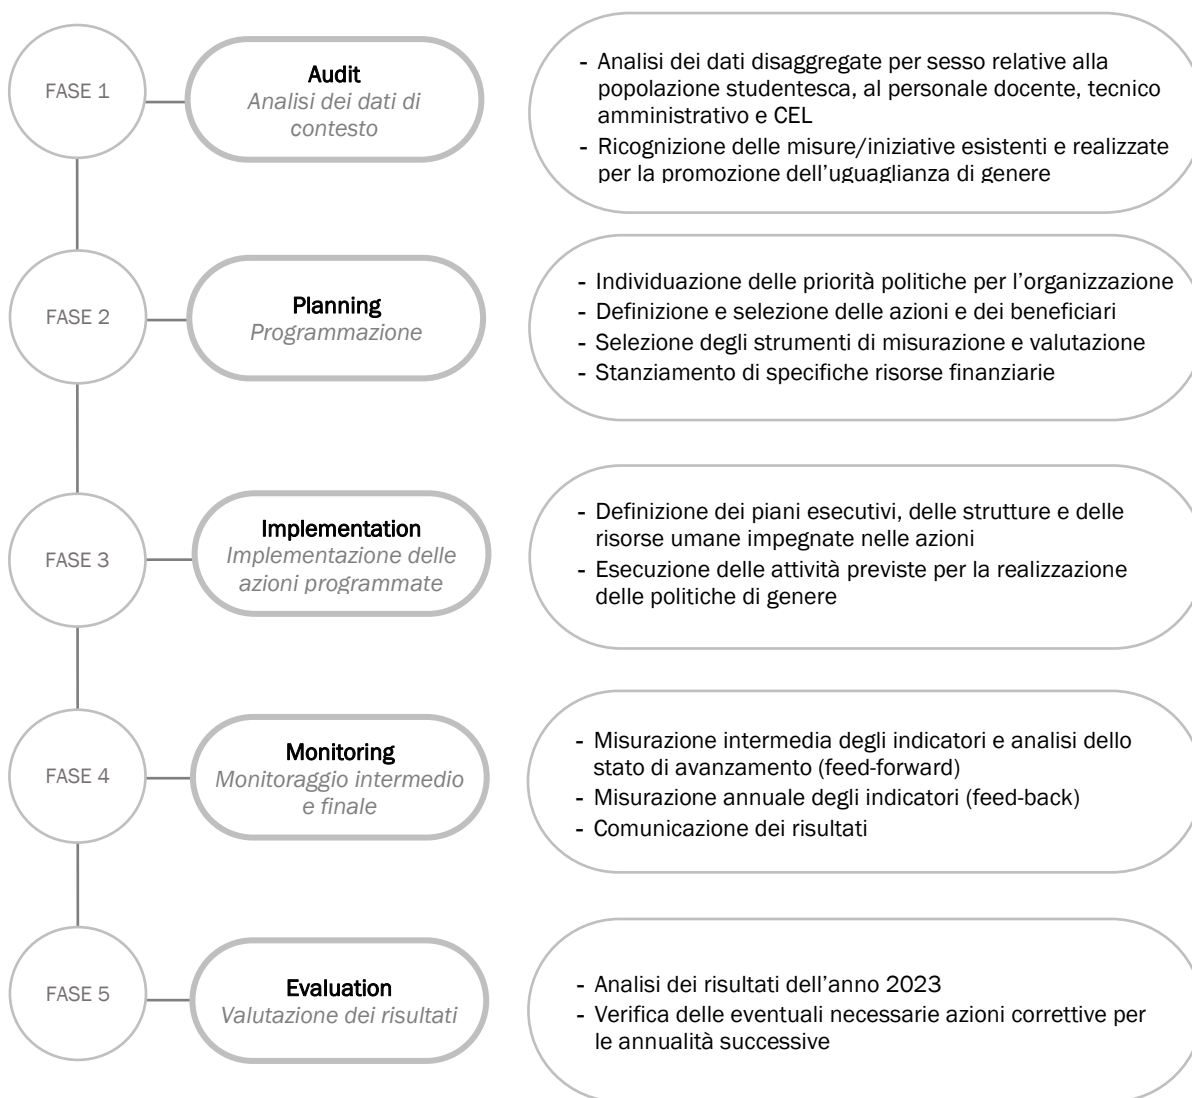 FASE 1
Audit
Analisi dei dati di
contesto
- Analisi dei dati disaggregate per sesso relative alla
popolazione studentesca, al personale docente, tecnico
amministrativo e CEL
- Ricognizione delle misure/iniziative esistenti e realizzate
per la promozione dell’uguaglianza di genere
FASE 2
Planning
Programmazione
- Individuazione delle priorità politiche per l’organizzazione
- Definizione e selezione delle azioni e dei beneficiari
- Selezione degli strumenti di misurazione e valutazione
- Stanziamento di specifiche risorse finanziarie
FASE 3
Implementation
Implementazione delle
azioni programmate
- Definizione dei piani esecutivi, delle strutture e delle
risorse umane impegnate nelle azioni
- Esecuzione delle attività previste per la realizzazione
delle politiche di genere
FASE 4
Monitoring
Monitoraggio intermedio
e finale
- Misurazione intermedia degli indicatori e analisi dello
stato di avanzamento (feed-forward)
- Misurazione annuale degli indicatori (feed-back)
- Comunicazione dei risultati
FASE 5
Evaluation
Valutazione dei risultati
- Analisi dei risultati dell’anno 2023
- Verifica delle eventuali necessarie azioni correttive per
le annualità successive